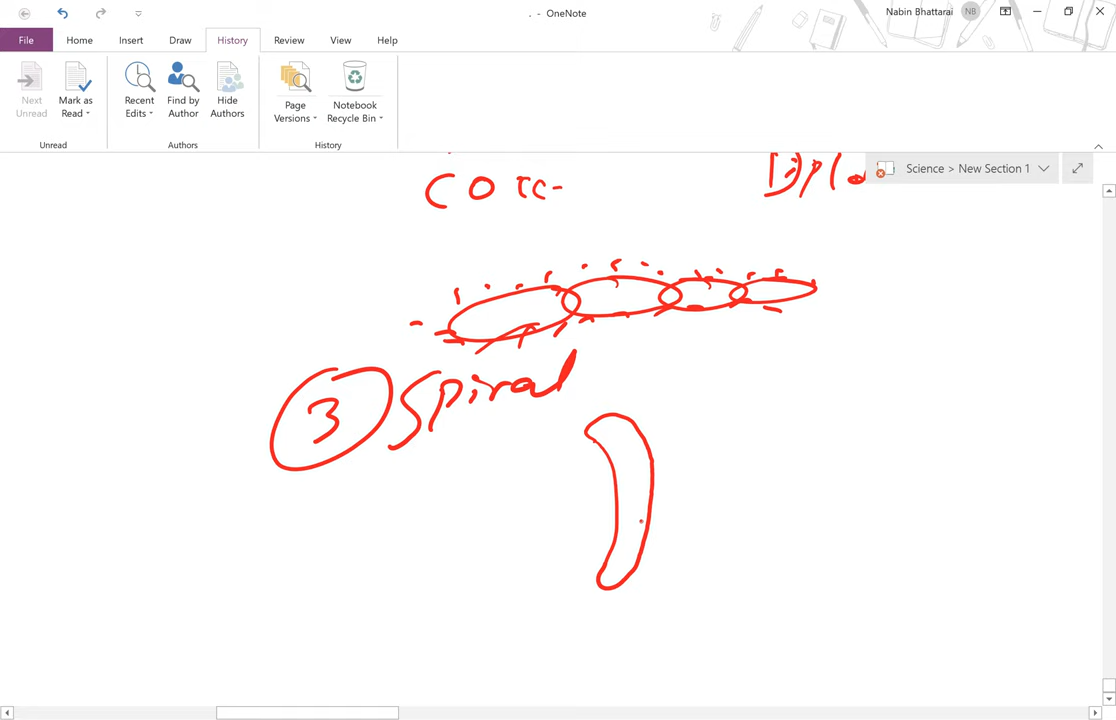 . - OneNote
Nabin Bhattarai NB
File Home Insert Draw History Review View Help
Next Unread
Mark as Read
Recent Edits
Find by Author
Hide Authors
Page Versions
Notebook Recycle Bin
Unread Authors History
Science > New Section 1
③ Spiral